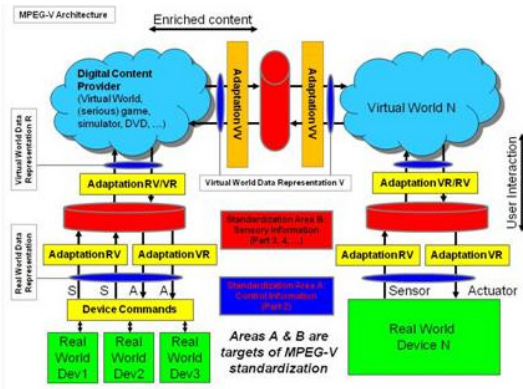 MPEG-V Architecture
Enriched content
Digital Content
Provider
(Virtual World,
(serious) game,
simulator, DVD, ...)
Adaptation VV
Adaptation VV
Virtual World N
Virtual World Data
Representation R
Adaptation RV/VR
Virtual World Data Representation V
Adaptation VR/RV
User Interaction
Real World Data
Representation
Adaptation RV
Adaptation VR
Standardization Area B:
Sensory Information
(Part 3, 4, ...)
Adaptation RV
Adaptation VR
S
S
A
A
Standardization Area A:
Control Information
(Part 2)
Sensor
Actuator
Device Commands
Real
World
Dev1
Real
World
Dev2
Real
World
Dev3
Areas A & B are
targets of MPEG-V
standardization
Real World
Device N